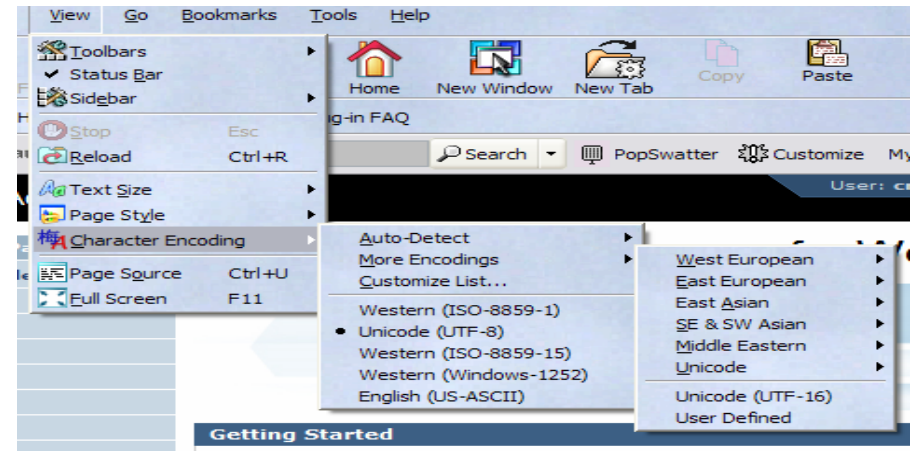 View Go Bookmarks Tools Help
Toolbars
Status Bar
Sidebar
Stop Esc
Reload Ctrl+R
Text Size
Page Style
Character Encoding
Page Source Ctrl+U
Full Screen F11
Home New Window New Tab Copy Paste
FAQ
Search PopSwatter Customize My
User:
Auto-Detect
More Encodings
Customize List...
Western (ISO-8859-1)
Unicode (UTF-8)
Western (ISO-8859-15)
Western (Windows-1252)
English (US-ASCII)
West European
East European
East Asian
SE & SW Asian
Middle Eastern
Unicode
Unicode (UTF-16)
User Defined
Getting Started